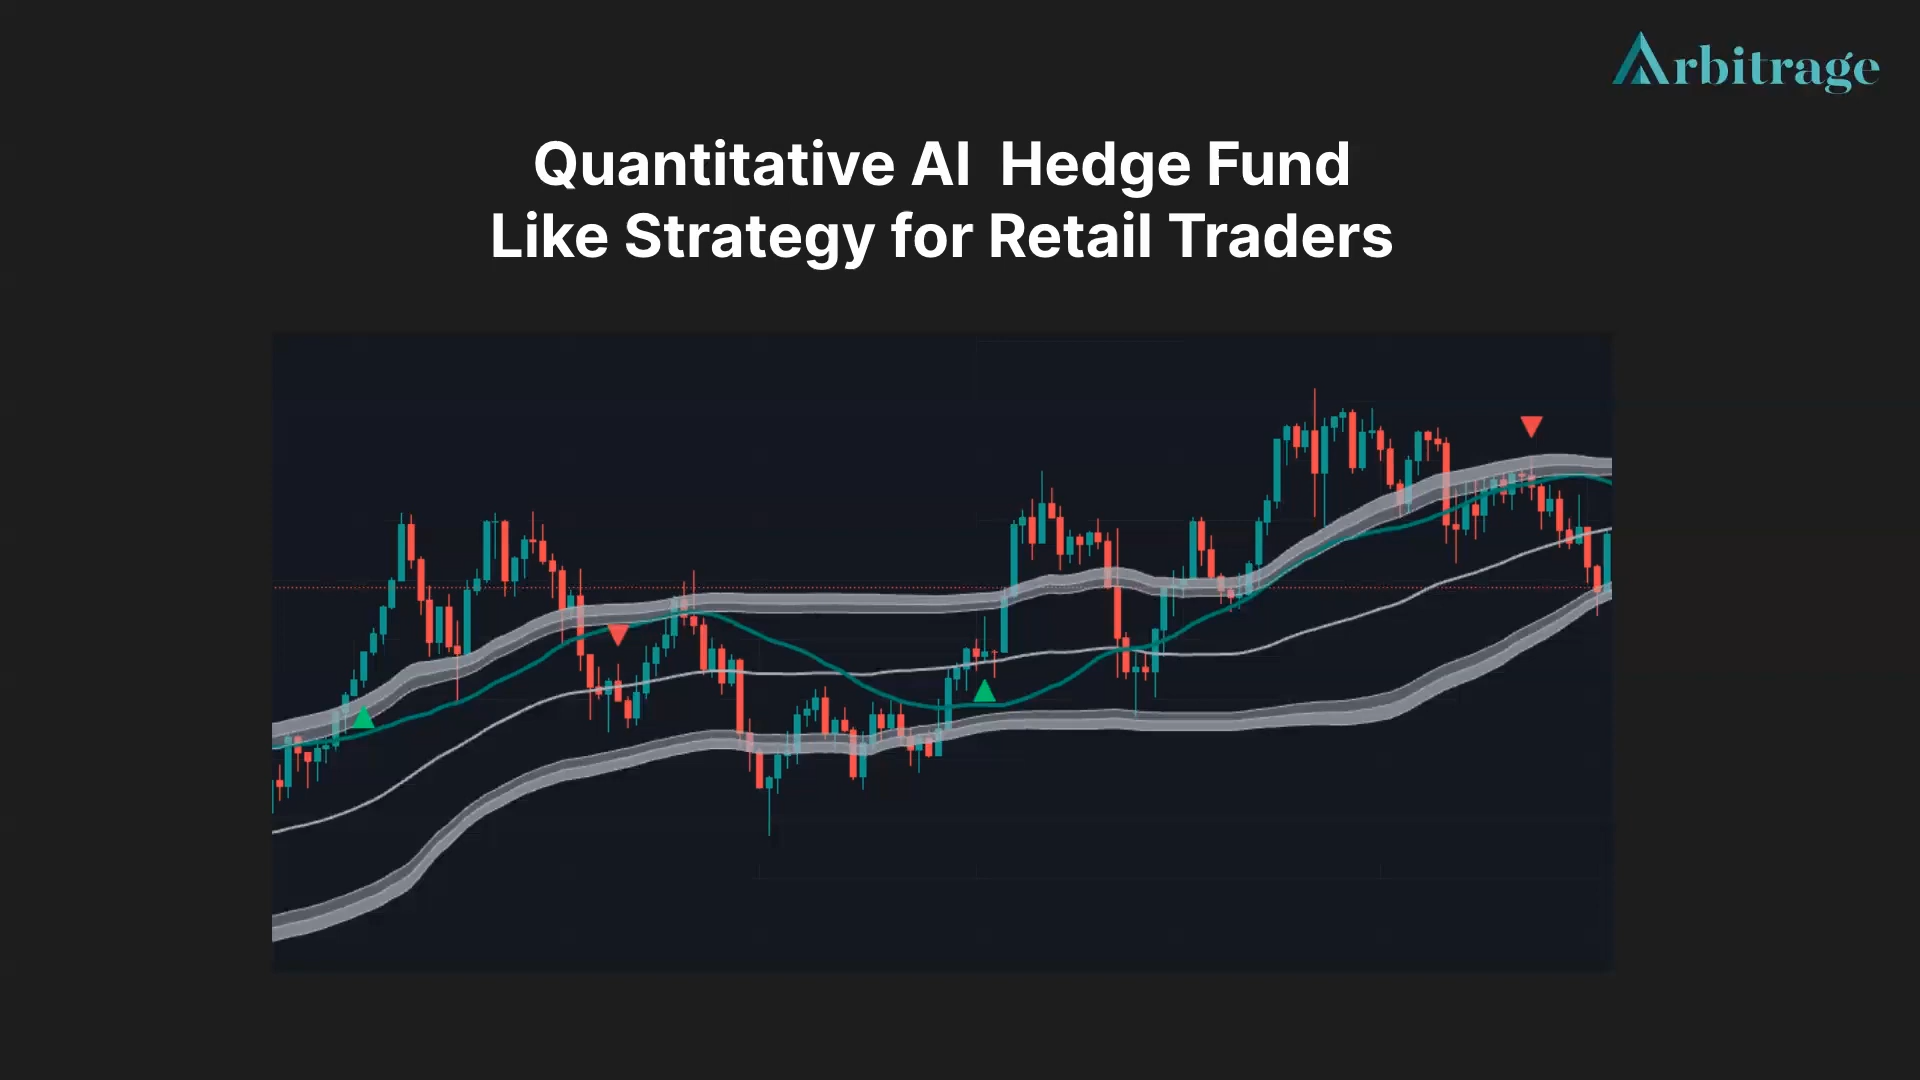 Arbitrage
Quantitative AI  Hedge Fund
Like Strategy for Retail Traders